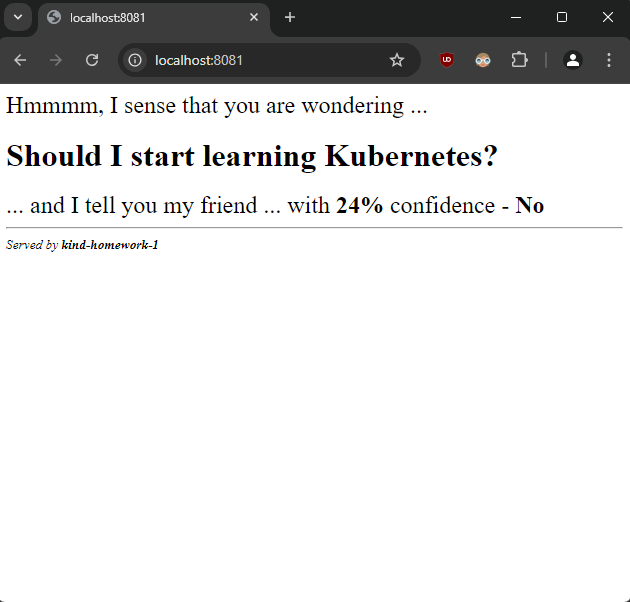 localhost:8081
localhost:8081
Hmmmm, I sense that you are wondering ...
Should I start learning Kubernetes?
... and I tell you my friend ... with 24% confidence - No
Served by kind-homework-1